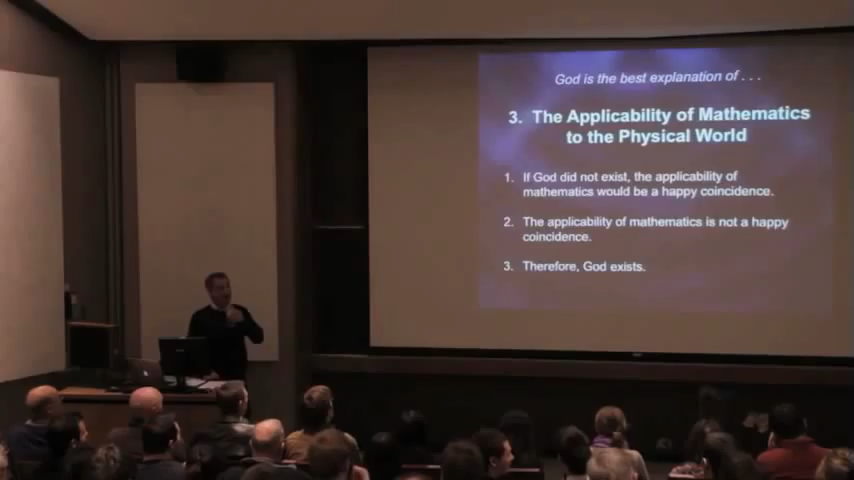 God is the best explanation of . . .
3. The Applicability of Mathematics
to the Physical World
1. If God did not exist, the applicability of
mathematics would be a happy coincidence.
2. The applicability of mathematics is not a happy
coincidence.
3. Therefore, God exists.